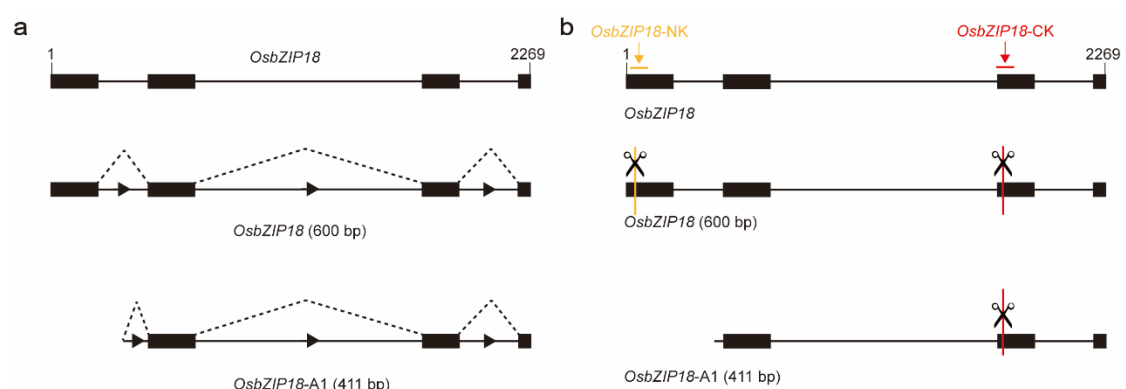 a
1
OsbZIP18
2269
OsbZIP18 (600 bp)
OsbZIP18-A1 (411 bp)
b
OsbZIP18-NK
OsbZIP18-CK
1
2269
OsbZIP18
OsbZIP18 (600 bp)
OsbZIP18-A1 (411 bp)